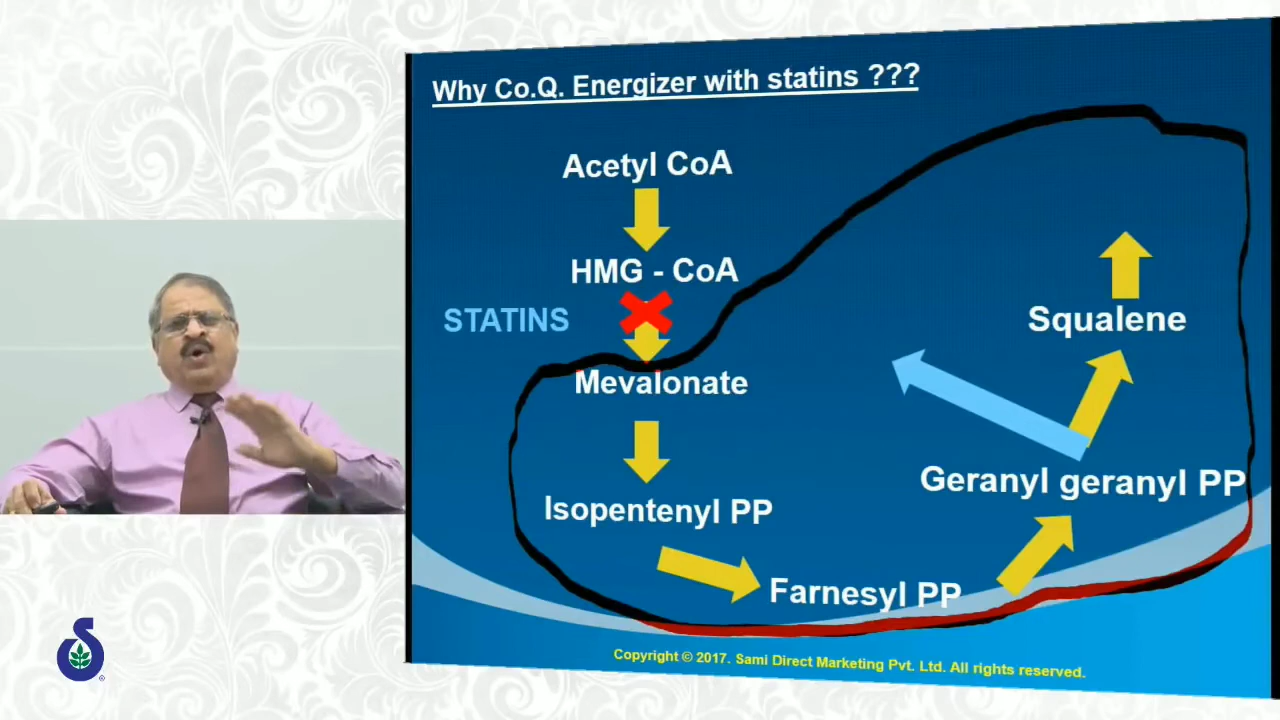 Why Co.Q. Energizer with statins ???
Acetyl CoA
HMG - CoA
STATINS
Mevalonate
Isopentenyl PP
Farnesyl PP
Geranyl geranyl PP
Squalene
Copyright © 2017. Sami Direct Marketing Pvt. Ltd. All rights reserved.
®